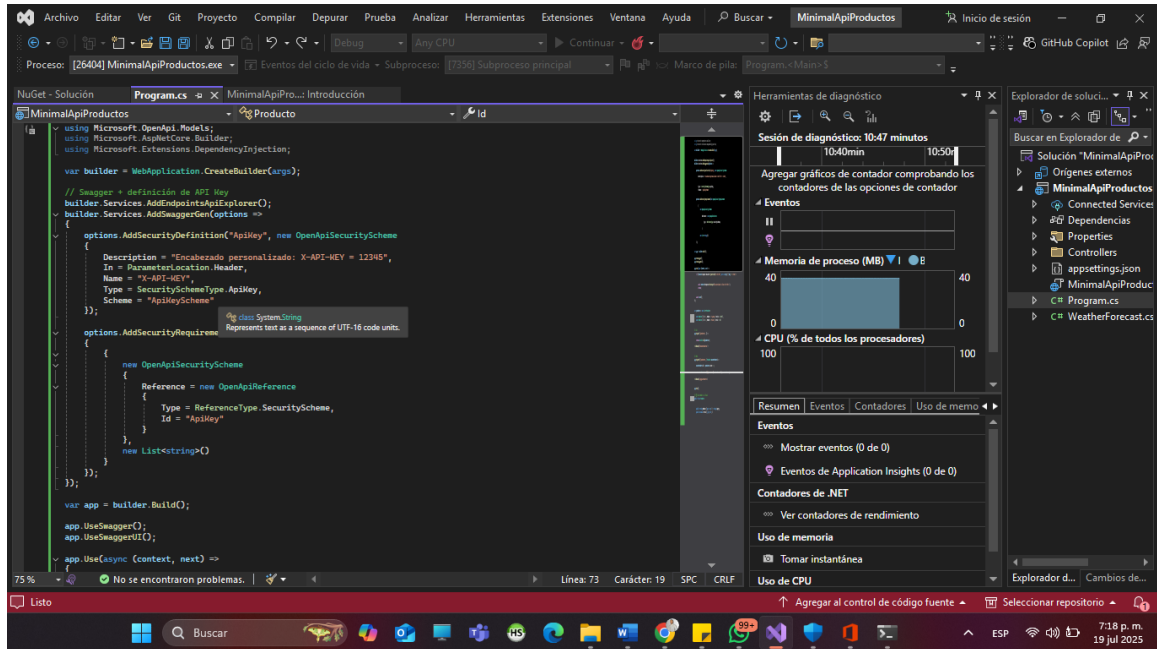 Archivo Editar Ver Git Proyecto Compilar Depurar Prueba Analizar Herramientas Extensiones Ventana Ayuda Buscar MinimalApiProductos Inicio de sesión
Debug Any CPU Continuar GitHub Copilot
Proceso: [26404] MinimalApiProductos.exe Eventos del ciclo de vida Subproceso: [7356] Subproceso principal Marco de pila: Program.<Main>$
NuGet - Solución Program.cs MinimalApiPro...: Introducción
MinimalApiProductos Producto Id
using Microsoft.OpenApi.Models;
using Microsoft.AspNetCore.Builder;
using Microsoft.Extensions.DependencyInjection;
var builder = WebApplication.CreateBuilder(args);
// Swagger + definición de API Key
builder.Services.AddEndpointsApiExplorer();
builder.Services.AddSwaggerGen(options =>
{
options.AddSecurityDefinition("ApiKey", new OpenApiSecurityScheme
{
Description = "Encabezado personalizado: X-API-KEY = 12345",
In = ParameterLocation.Header,
Name = "X-API-KEY",
Type = SecuritySchemeType.ApiKey,
Scheme = "ApiKeyScheme"
});
class System.String
Represents text as a sequence of UTF-16 code units.
options.AddSecurityRequireme
{
{
new OpenApiSecurityScheme
{
Reference = new OpenApiReference
{
Type = ReferenceType.SecurityScheme,
Id = "ApiKey"
}
},
new List<string>()
}
});
});
var app = builder.Build();
app.UseSwagger();
app.UseSwaggerUI();
app.Use(async (context, next) =>
{
75 % No se encontraron problemas. Línea: 73 Carácter: 19 SPC CRLF
Herramientas de diagnóstico
Sesión de diagnóstico: 10:47 minutos
10:40min 10:50r
Agregar gráficos de contador comprobando los
contadores de las opciones de contador
Eventos
Memoria de proceso (MB)
40 40
0 0
CPU (% de todos los procesadores)
100 100
Resumen Eventos Contadores Uso de memo
Eventos
Mostrar eventos (0 de 0)
Eventos de Application Insights (0 de 0)
Contadores de .NET
Ver contadores de rendimiento
Uso de memoria
Tomar instantánea
Uso de CPU
Explorador de soluci...
Buscar en Explorador de
Solución "MinimalApiProd
Orígenes externos
MinimalApiProductos
Connected Services
Dependencias
Properties
Controllers
appsettings.json
MinimalApiProduct
C# Program.cs
C# WeatherForecast.cs
Explorador d... Cambios de...
Listo Agregar al control de código fuente Seleccionar repositorio 1
Buscar HS 99+ ESP 7:18 p. m.
19 jul 2025